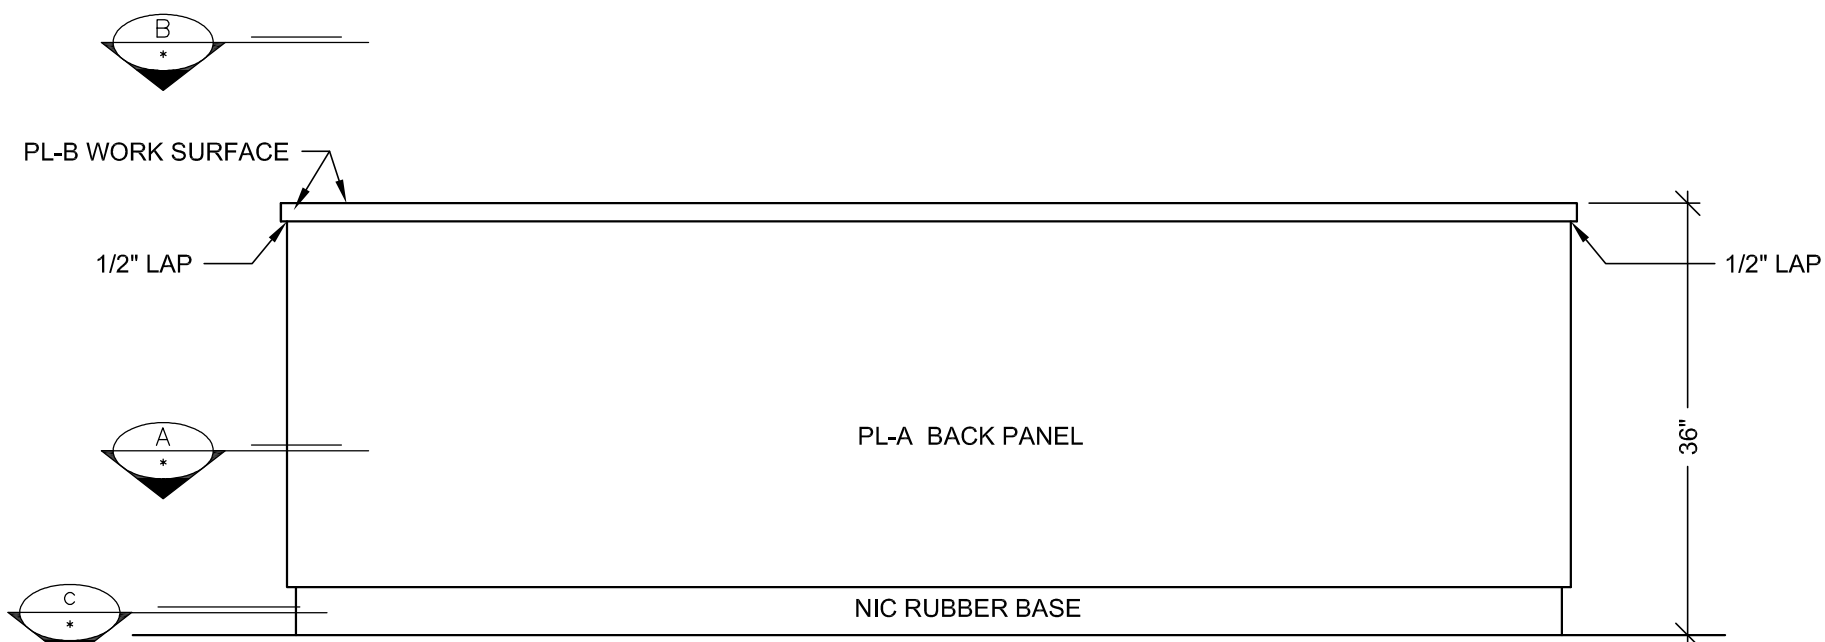 B
*
PL-B WORK SURFACE
1/2" LAP
1/2" LAP
A
*
PL-A BACK PANEL
36"
C
*
NIC RUBBER BASE